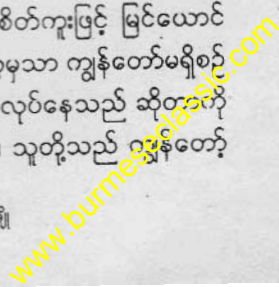 စိတ်ကူးဖြင့် မြင်ယောင်
မှသာ ကျွန်တော်မရှိစဉ်
လုပ်နေသည် ဆိုတာကို
သူတို့သည် ကျွန်တော့်
www.burmeseclassic.com